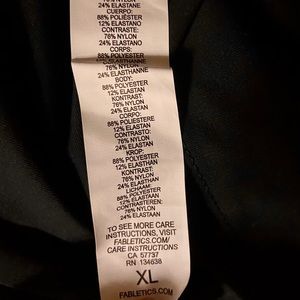 76% NYLON
24% ELASTANE
CUERPO:
88% POLIÉSTER
12% ELASTANO
CONTRASTE:
76% NYLON
24% ELASTANO
CORPS:
88% POLYESTER
12% ELASTHANNE
76% NYLON
24% ELASTHANNE
BODY:
88% POLYESTER
12% ELASTAN
KONTRAST:
76% NYLON
24% ELASTAN
CORPO:
88% POLIESTERE
12% ELASTAN
CONTRASTO:
76% NYLON
24% ELASTAN
KROP:
88% POLYESTER
12% ELASTHAN
KONTRAST:
76% NYLON
24% ELASTHAN
LICHAAM:
88% POLYESTER
12% ELASTAAN
CONTRASTEREN:
76% NYLON
24% ELASTAAN
TO SEE MORE CARE
INSTRUCTIONS, VISIT
FABLETICS.COM/
CARE INSTRUCTIONS
CA 57737
RN 134638
XL
FABLETICS.COM